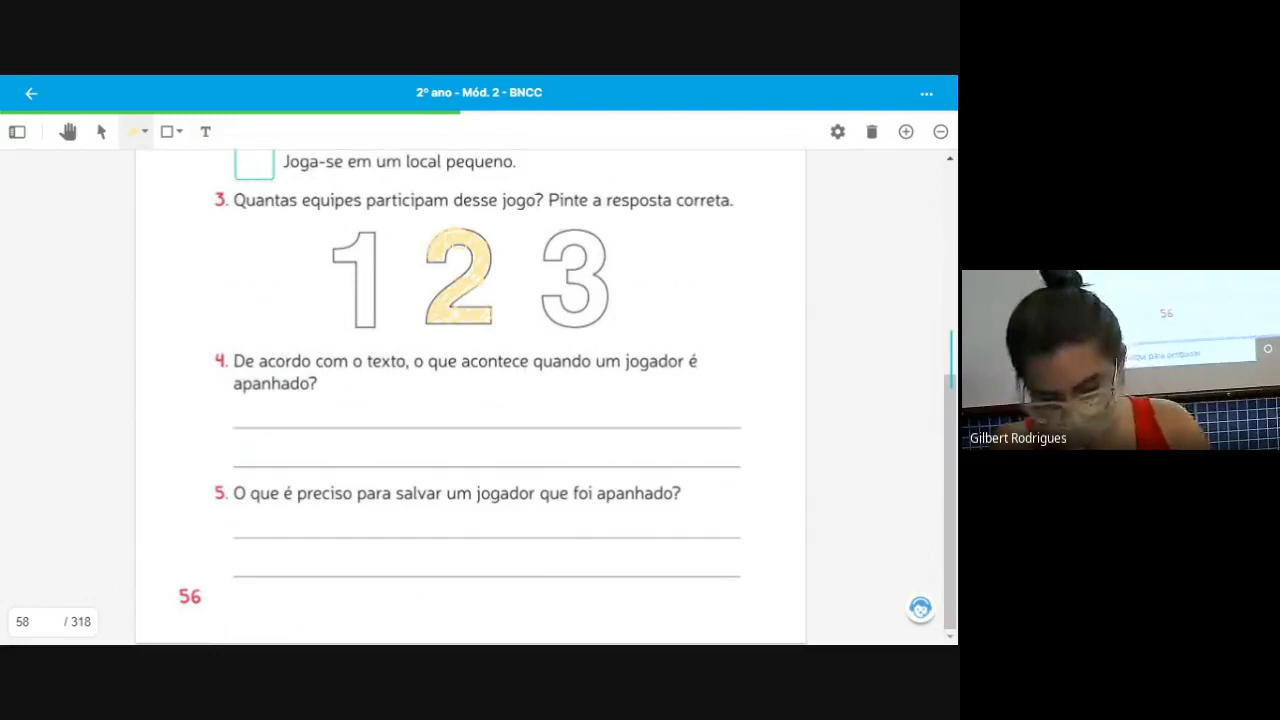 2º ano - Mód. 2 - BNCC
T
Joga-se em um local pequeno.
3. Quantas equipes participam desse jogo? Pinte a resposta correta.
1 2 3
4. De acordo com o texto, o que acontece quando um jogador é
apanhado?
5. O que é preciso para salvar um jogador que foi apanhado?
56
58 / 318
56
para pesquisar
Gilbert Rodrigues